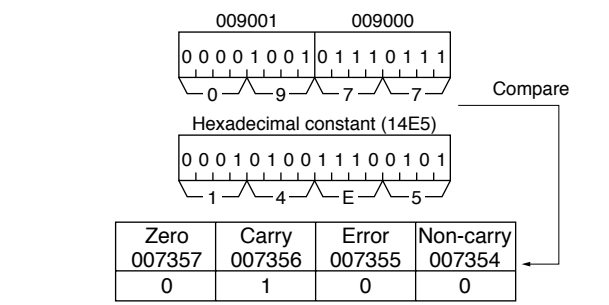 009001 009000
0 0 0 0 1 0 0 1 0 1 1 1 0 1 1 1
0 9 7 7
Compare
Hexadecimal constant (14E5)
0 0 0 1 0 1 0 0 1 1 1 0 0 1 0 1
1 4 E 5
Zero Carry Error Non-carry
007357 007356 007355 007354
0 1 0 0